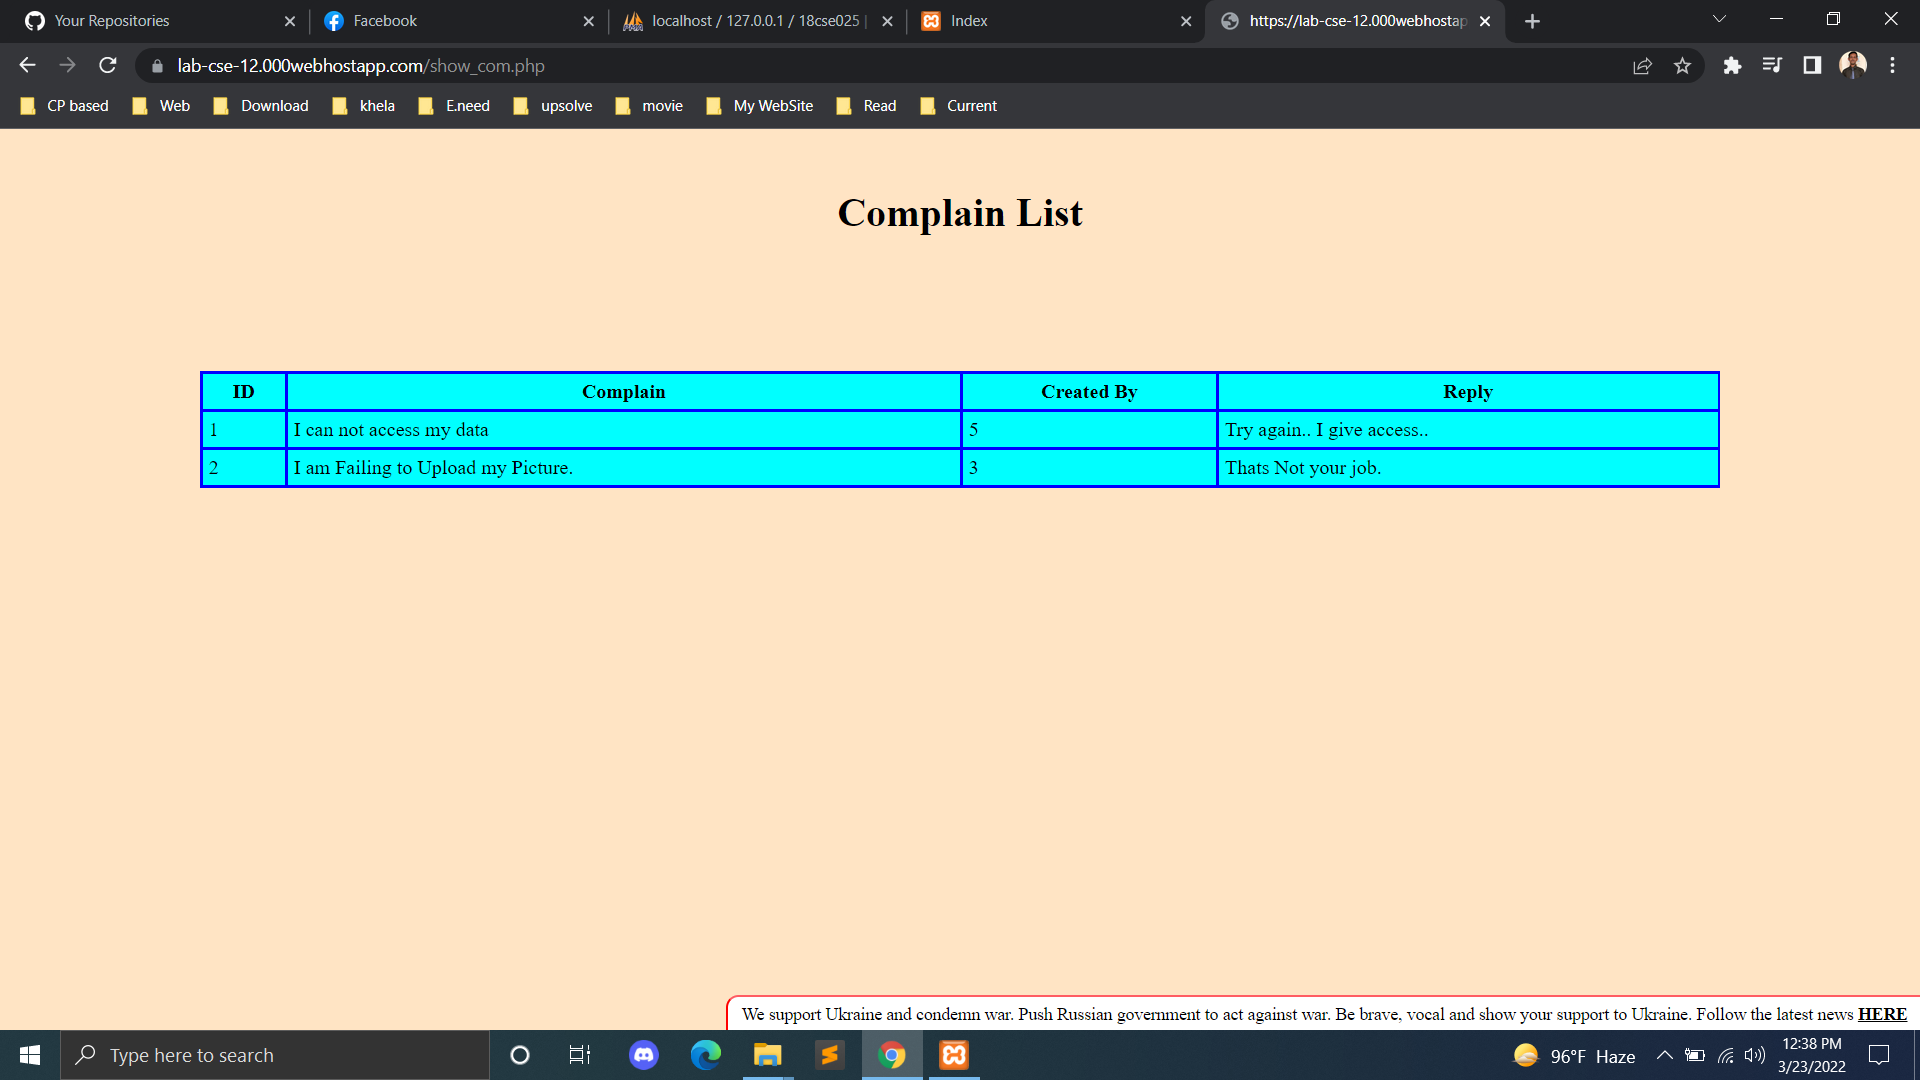 Your Repositories
Facebook
localhost / 127.0.0.1 / 18cse025 |
Index
https://lab-cse-12.000webhostap
lab-cse-12.000webhostapp.com/show_com.php
CP based
Web
Download
khela
E.need
upsolve
movie
My WebSite
Read
Current
Complain List
ID Complain Created By Reply
1 I can not access my data 5 Try again.. I give access..
2 I am Failing to Upload my Picture. 3 Thats Not your job.
We support Ukraine and condemn war. Push Russian government to act against war. Be brave, vocal and show your support to Ukraine. Follow the latest news HERE
Type here to search
96°F Haze
12:38 PM
3/23/2022